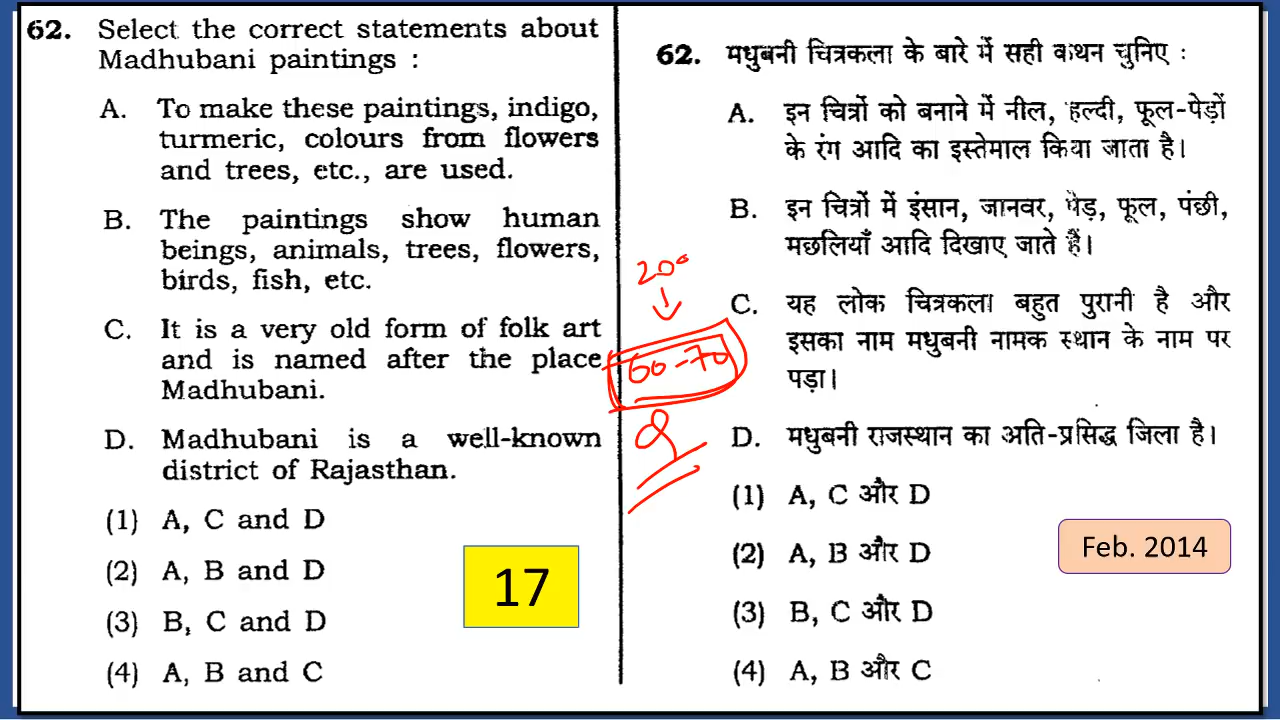 62. Select the correct statements about
Madhubani paintings :
A. To make these paintings, indigo,
turmeric, colours from flowers
and trees, etc., are used.
B. The paintings show human
beings, animals, trees, flowers,
birds, fish, etc.
C. It is a very old form of folk art
and is named after the place
Madhubani.
D. Madhubani is a well-known
district of Rajasthan.
(1) A, C and D
(2) A, B and D
(3) B, C and D
(4) A, B and C
17
60-70
62. मधुबनी चित्रकला के बारे में सही कथन चुनिए :
A. इन चित्रों को बनाने में नील, हल्दी, फूल-पेड़ों
के रंग आदि का इस्तेमाल किया जाता है।
B. इन चित्रों में इंसान, जानवर, पेड़, फूल, पंछी,
मछलियाँ आदि दिखाए जाते हैं।
C. यह लोक चित्रकला बहुत पुरानी है और
इसका नाम मधुबनी नामक स्थान के नाम पर
पड़ा।
D. मधुबनी राजस्थान का अति-प्रसिद्ध जिला है।
(1) A, C और D
(2) A, B और D
(3) B, C और D
(4) A, B और C
Feb. 2014